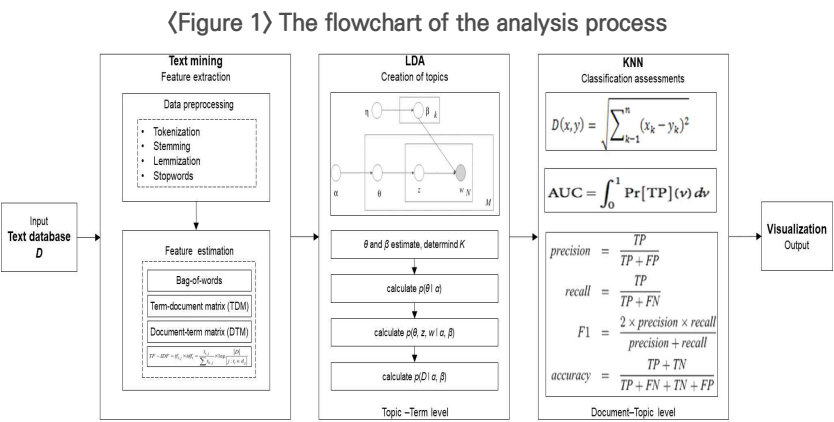 〈Figure 1〉 The flowchart of the analysis process
Input
Text database
D
Text mining
Feature extraction
Data preprocessing
• Tokenization
• Stemming
• Lemmization
• Stopwords
Feature estimation
Bag-of-words
Term-document matrix (TDM)
Document-term matrix (DTM)
LDA
Creation of topics
η β k
α θ z w N
M
θ and β estimate, determind K
calculate p(θ | α)
calculate p(θ, z, w | α, β)
calculate p(D | α, β)
Topic –Term level
KNN
Classification assessments
D(x,y) = √∑ⁿₖ₋₁(xₖ − yₖ)²
AUC = ∫₀¹ Pr[TP](v) dv
precision = TP / TP + FP
recall = TP / TP + FN
F1 = 2 × precision × recall / precision + recall
accuracy = TP + TN / TP + FN + TN + FP
Document–Topic level
Visualization
Output